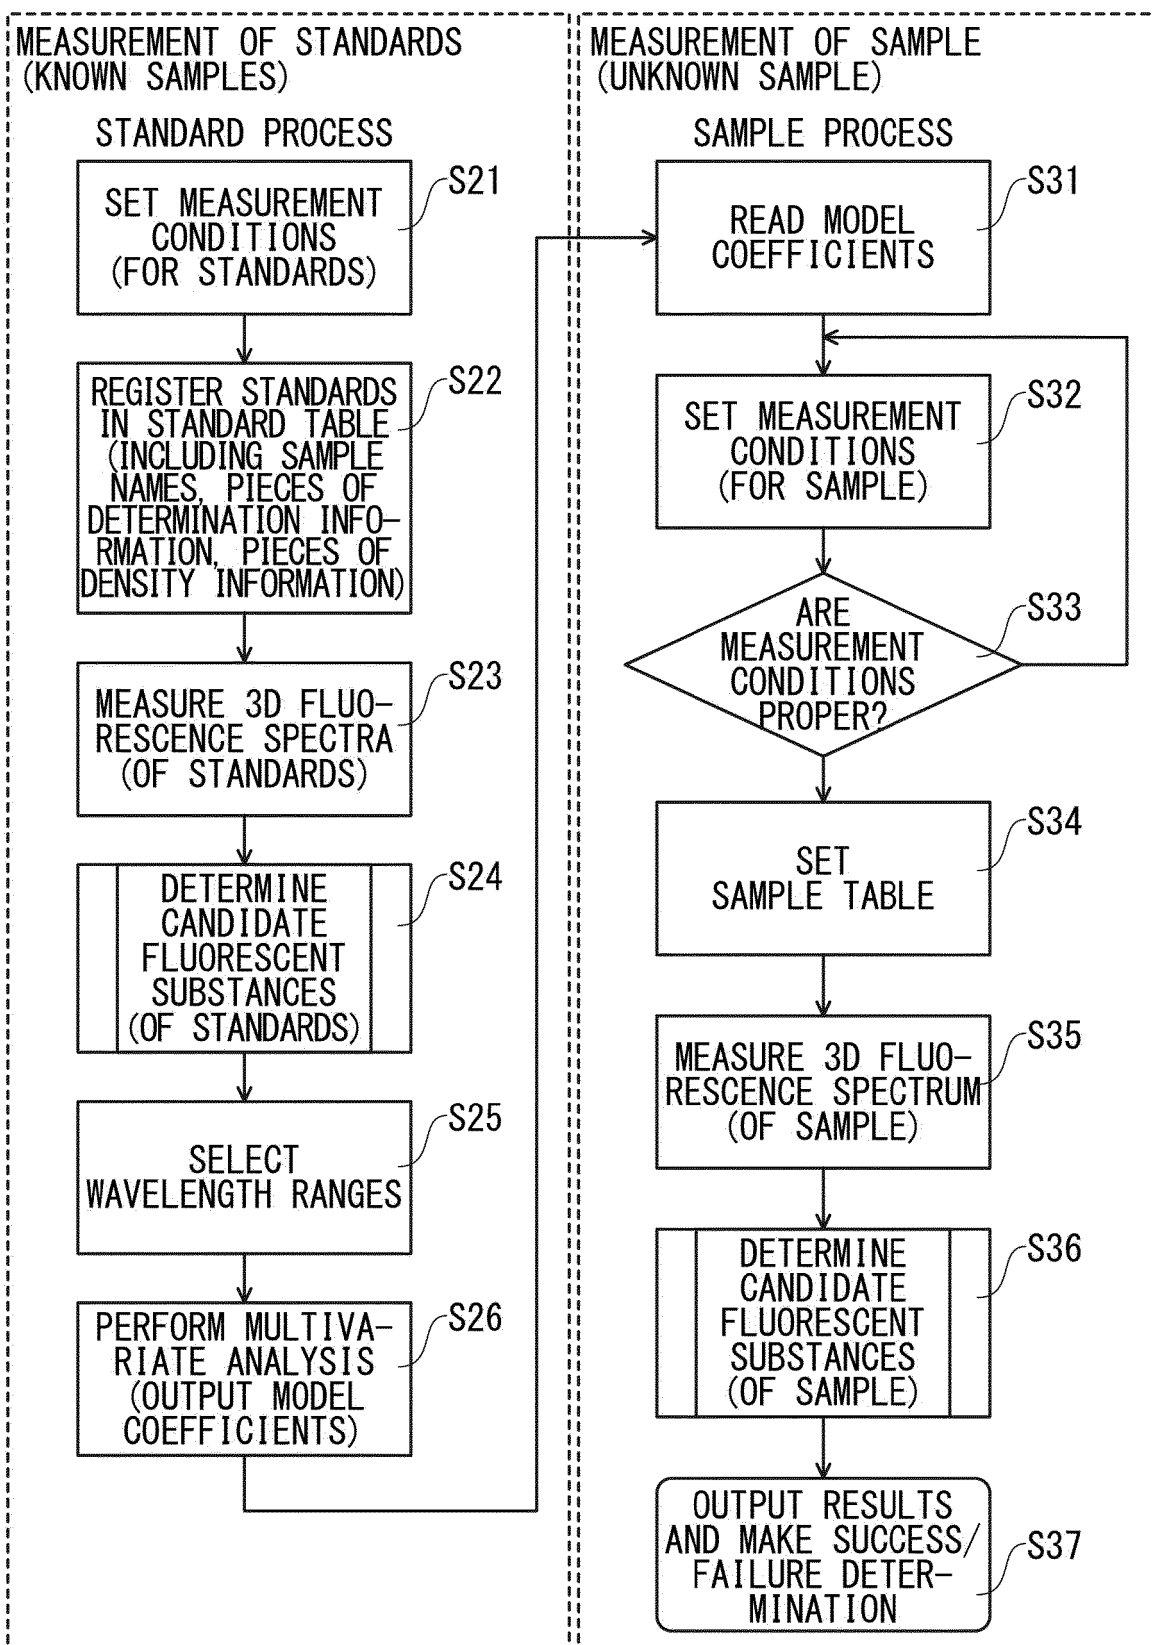 MEASUREMENT OF STANDARDS
(KNOWN SAMPLES)
STANDARD PROCESS
SET MEASUREMENT
CONDITIONS
(FOR STANDARDS)
S21
REGISTER STANDARDS
IN STANDARD TABLE
(INCLUDING SAMPLE
NAMES, PIECES OF
DETERMINATION INFO-
RMATION, PIECES OF
DENSITY INFORMATION)
S22
MEASURE 3D FLUO-
RESCENCE SPECTRA
(OF STANDARDS)
S23
DETERMINE
CANDIDATE
FLUORESCENT
SUBSTANCES
(OF STANDARDS)
S24
SELECT
WAVELENGTH RANGES
S25
PERFORM MULTIVA-
RIATE ANALYSIS
(OUTPUT MODEL
COEFFICIENTS)
S26
MEASUREMENT OF SAMPLE
(UNKNOWN SAMPLE)
SAMPLE PROCESS
READ MODEL
COEFFICIENTS
S31
SET MEASUREMENT
CONDITIONS
(FOR SAMPLE)
S32
ARE
MEASUREMENT
CONDITIONS
PROPER?
S33
SET
SAMPLE TABLE
S34
MEASURE 3D FLUO-
RESCENCE SPECTRUM
(OF SAMPLE)
S35
DETERMINE
CANDIDATE
FLUORESCENT
SUBSTANCES
(OF SAMPLE)
S36
OUTPUT RESULTS
AND MAKE SUCCESS/
FAILURE DETER-
MINATION
S37